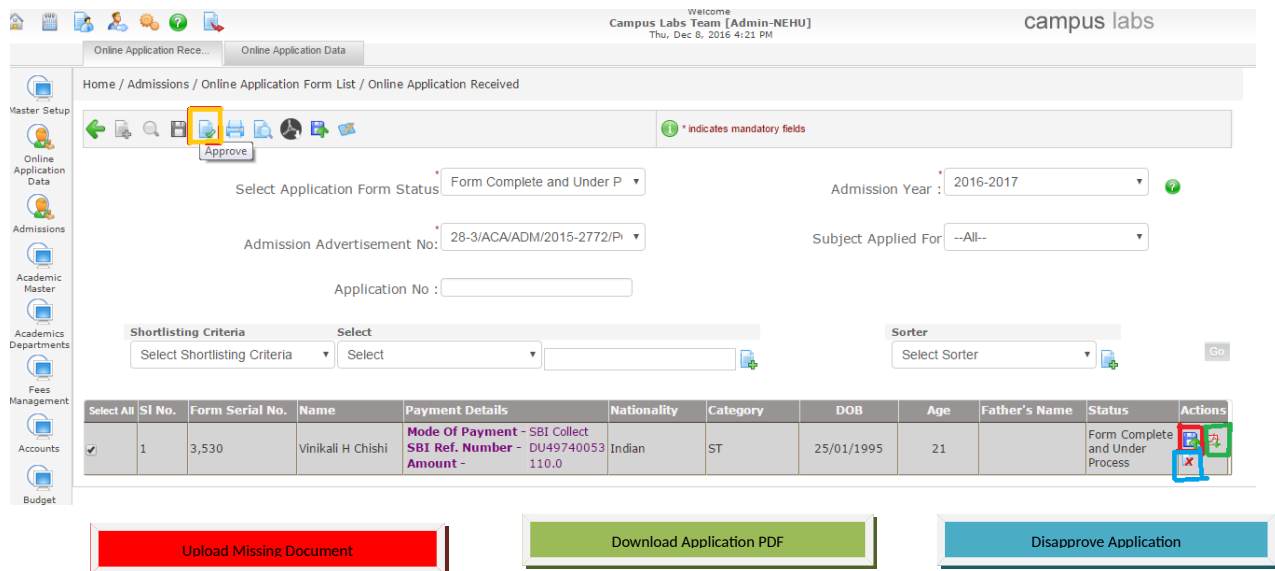 Welcome
Campus Labs Team [Admin-NEHU]
Thu, Dec 8, 2016 4:21 PM
campus labs
Online Application Rece...
Online Application Data
Home / Admissions / Online Application Form List / Online Application Received
Master Setup
Online
Application
Data
Admissions
Academic
Master
Academics
Departments
Fees
Management
Accounts
Budget
* indicates mandatory fields
Approve
Select Application Form Status * Form Complete and Under P
Admission Year : * 2016-2017
Admission Advertisement No: * 28-3/ACA/ADM/2015-2772/P
Subject Applied For --All--
Application No :
Shortlisting Criteria Select Sorter
Select Shortlisting Criteria Select Select Sorter Go
Select All Sl No. Form Serial No. Name Payment Details Nationality Category DOB Age Father's Name Status Actions
1 3,530 Vinikali H Chishi
Mode Of Payment - SBI Collect
SBI Ref. Number - DU49740053
Amount - 110.0
Indian ST 25/01/1995 21
Form Complete
and Under
Process
Upload Missing Document
Download Application PDF
Disapprove Application